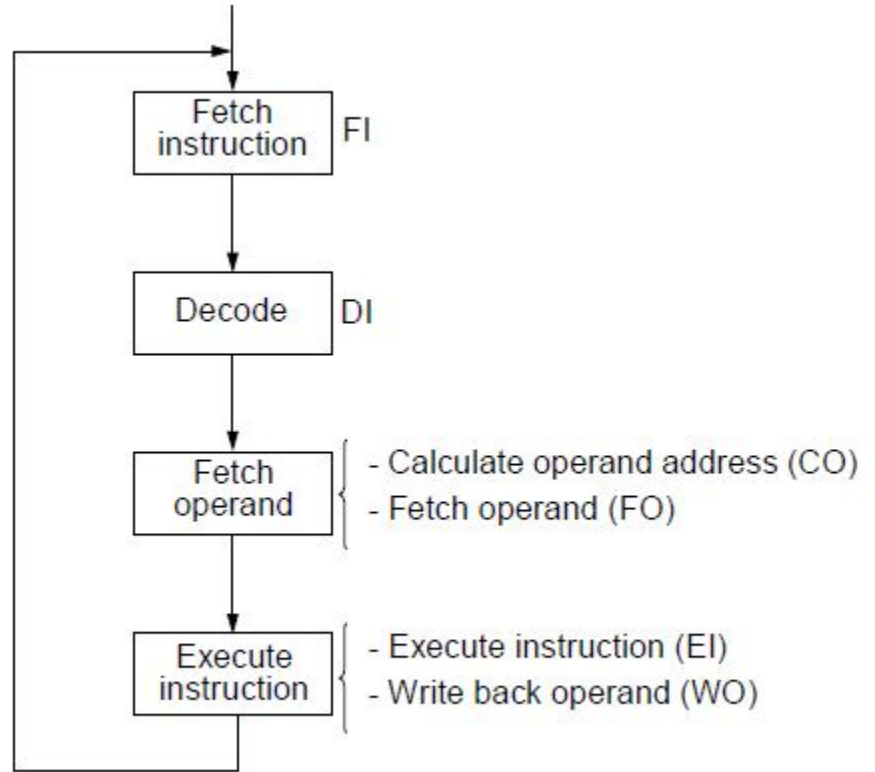 Fetch
instruction
FI
Decode
DI
Fetch
operand
- Calculate operand address (CO)
- Fetch operand (FO)
Execute
instruction
- Execute instruction (EI)
- Write back operand (WO)